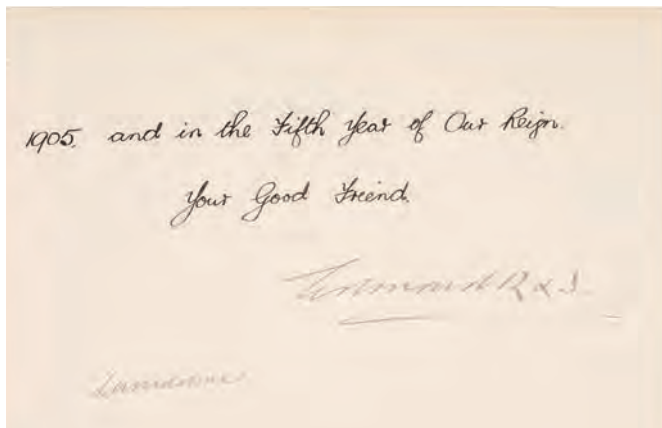 1905. and in the Fifth Year of Our Reign.
Your Good Friend.
Edward R & I.
Lansdowne